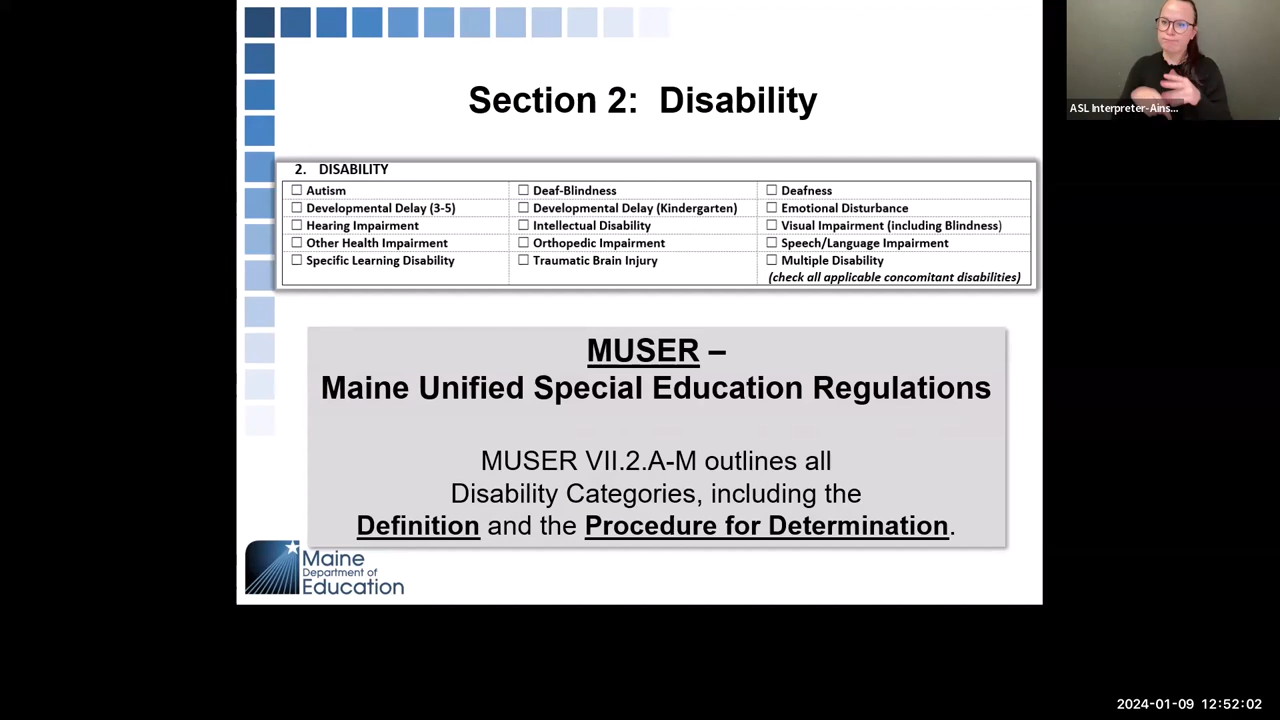 Section 2:  Disability
2. DISABILITY
☐ Autism ☐ Deaf-Blindness ☐ Deafness
☐ Developmental Delay (3-5) ☐ Developmental Delay (Kindergarten) ☐ Emotional Disturbance
☐ Hearing Impairment ☐ Intellectual Disability ☐ Visual Impairment (including Blindness)
☐ Other Health Impairment ☐ Orthopedic Impairment ☐ Speech/Language Impairment
☐ Specific Learning Disability ☐ Traumatic Brain Injury ☐ Multiple Disability
(check all applicable concomitant disabilities)
MUSER –
Maine Unified Special Education Regulations
MUSER VII.2.A-M outlines all
Disability Categories, including the
Definition and the Procedure for Determination.
Maine
Department of
Education
ASL Interpreter-Ains...
2024-01-09 12:52:02